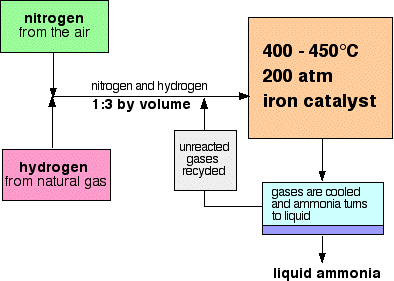 nitrogen
from the air
nitrogen and hydrogen
1:3 by volume
400 - 450°C
200 atm
iron catalyst
hydrogen
from natural gas
unreacted
gases
recycled
gases are cooled
and ammonia turns
to liquid
liquid ammonia